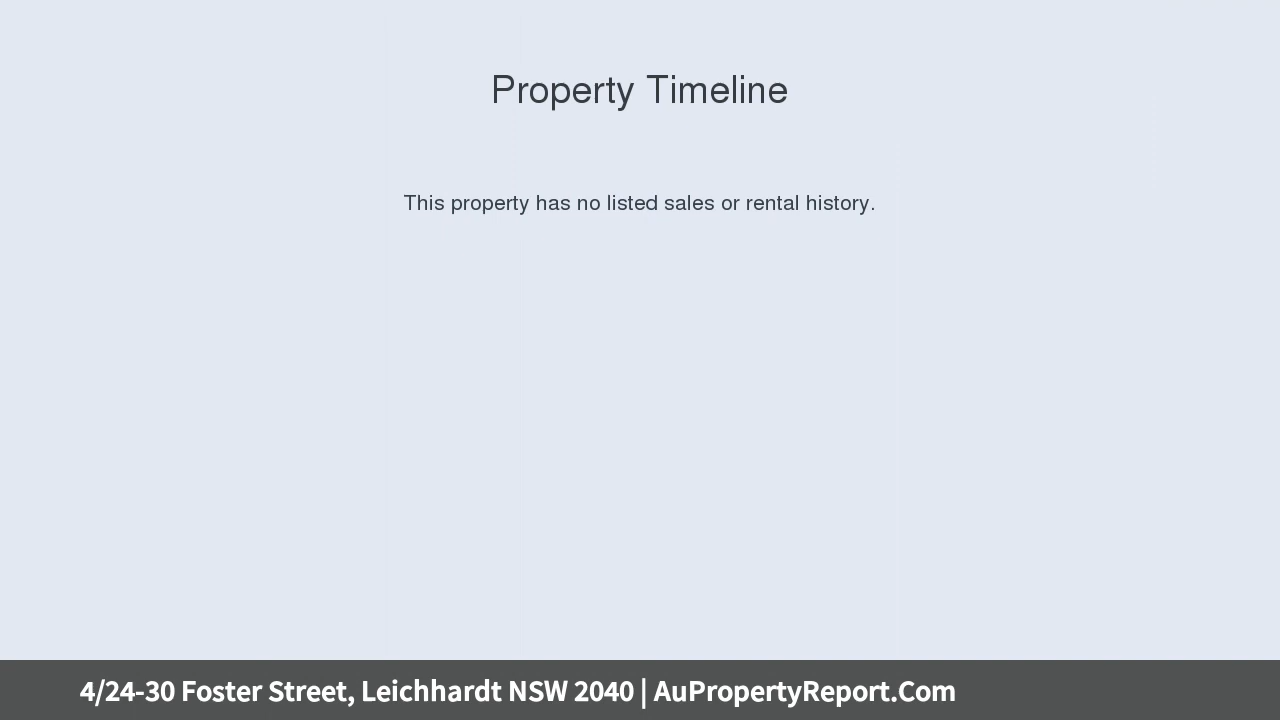 Property Timeline
This property has no listed sales or rental history.
4/24-30 Foster Street, Leichhardt NSW 2040 | AuPropertyReport.Com